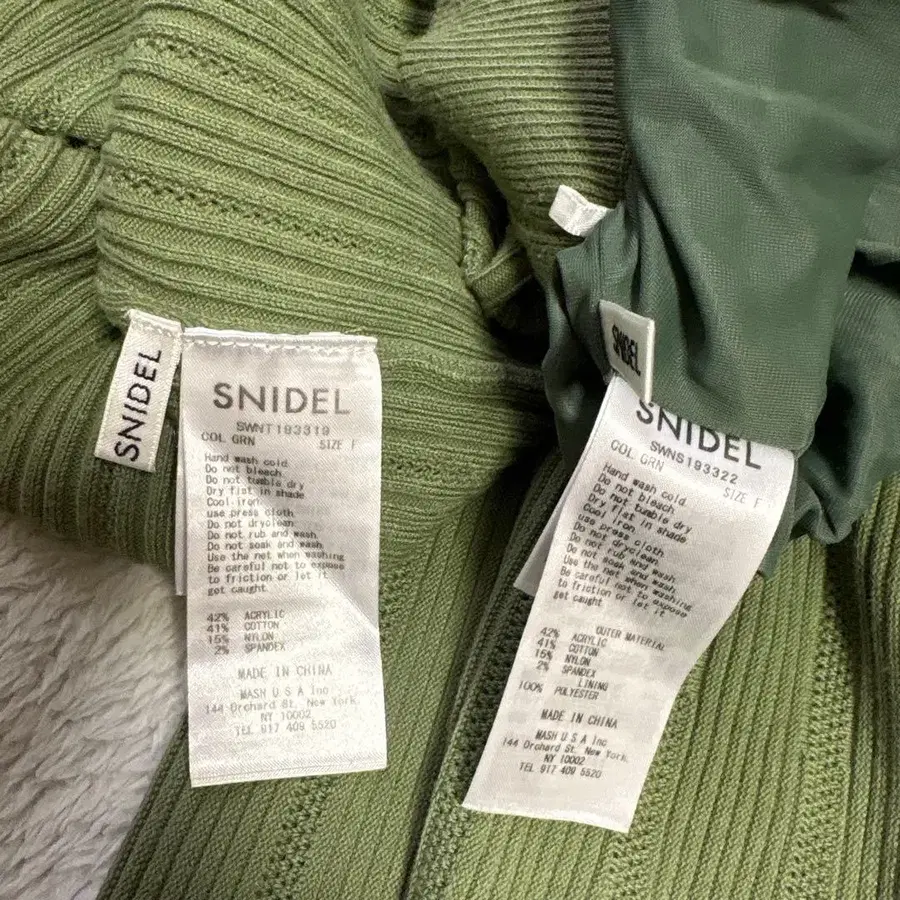 SNIDEL
SNIDEL
SWNT193319
COL GRN SIZE F
Hand wash cold
Do not bleach
Do not tumble dry
Dry flat in shade
Cool iron
use press cloth
Do not dryclean
Do not rub and wash
Do not soak and wash
Use the net when washing
Be careful not to expose
to friction or let it
get caught
42% ACRYLIC
41% COTTON
15% NYLON
2% SPANDEX
MADE IN CHINA
MASH U S A Inc
144 Orchard St. New York.
NY 10002
TEL 917 409 5520
SNIDEL
SNIDEL
SWNS193322
COL GRN SIZE F
Hand wash cold
Do not bleach
Do not tumble dry
Dry flat in shade
Cool iron
use press cloth
Do not dryclean
Do not rub and wash
Do not soak and wash
Use the net when washing
Be careful not to expose
to friction or let it
get caught
OUTER MATERIAL
42% ACRYLIC
41% COTTON
15% NYLON
2% SPANDEX
LINING
100% POLYESTER
MADE IN CHINA
MASH U S A Inc
144 Orchard St. New York.
NY 10002
TEL 917 409 5520